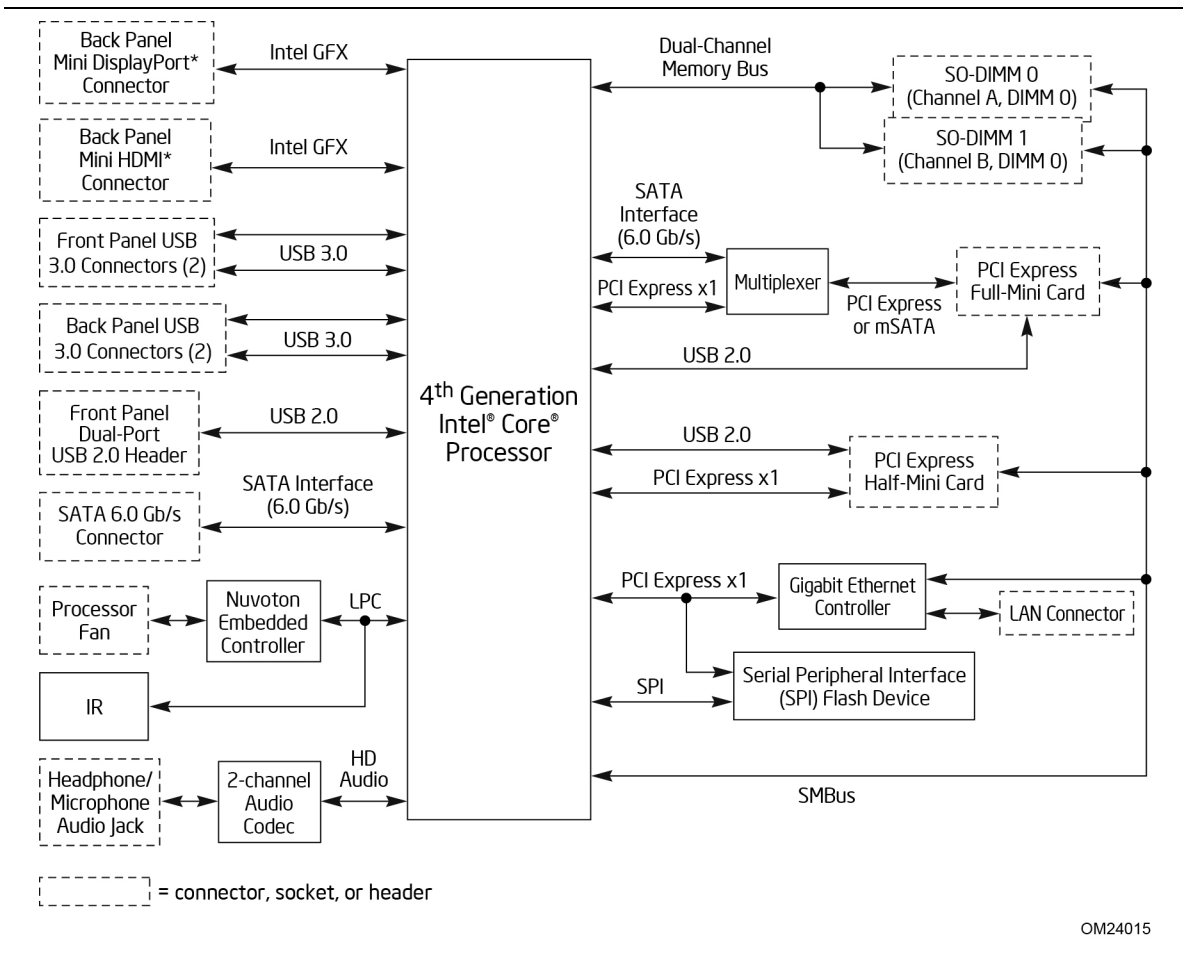 Back Panel
Mini DisplayPort*
Connector
Intel GFX
Back Panel
Mini HDMI*
Connector
Intel GFX
Front Panel USB
3.0 Connectors (2)
USB 3.0
Back Panel USB
3.0 Connectors (2)
USB 3.0
Front Panel
Dual-Port
USB 2.0 Header
USB 2.0
SATA 6.0 Gb/s
Connector
SATA Interface
(6.0 Gb/s)
Processor
Fan
Nuvoton
Embedded
Controller
LPC
IR
Headphone/
Microphone
Audio Jack
2-channel
Audio
Codec
HD
Audio
4th Generation
Intel® Core®
Processor
Dual-Channel
Memory Bus
SO-DIMM 0
(Channel A, DIMM 0)
SO-DIMM 1
(Channel B, DIMM 0)
SATA
Interface
(6.0 Gb/s)
PCI Express x1
Multiplexer
PCI Express
or mSATA
PCI Express
Full-Mini Card
USB 2.0
USB 2.0
PCI Express x1
PCI Express
Half-Mini Card
PCI Express x1
Gigabit Ethernet
Controller
LAN Connector
SPI
Serial Peripheral Interface
(SPI) Flash Device
SMBus
= connector, socket, or header
OM24015